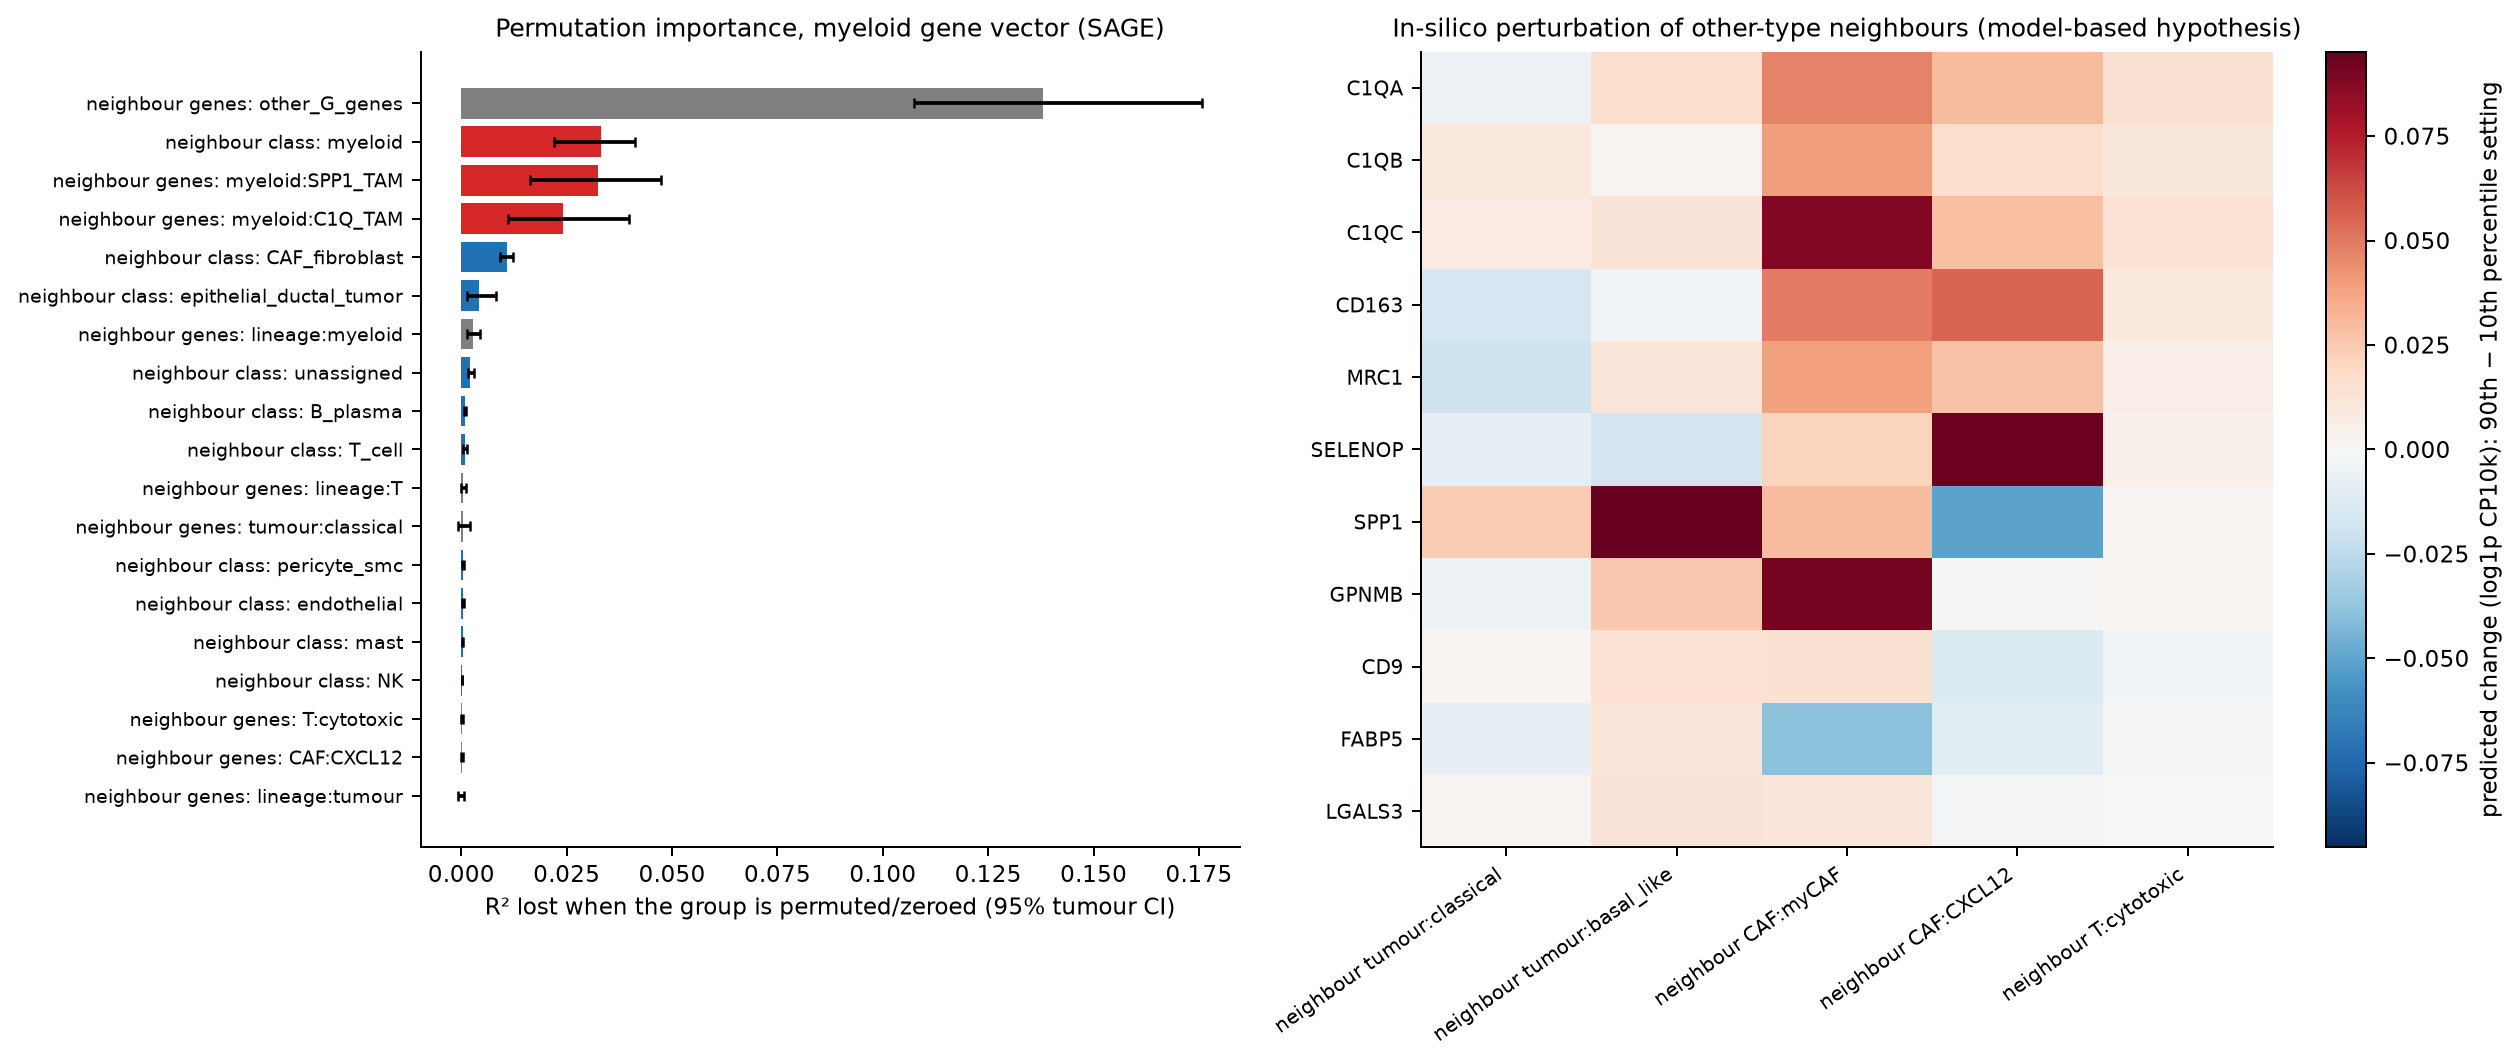 Permutation importance, myeloid gene vector (SAGE)
neighbour genes: other_G_genes
neighbour class: myeloid
neighbour genes: myeloid:SPP1_TAM
neighbour genes: myeloid:C1Q_TAM
neighbour class: CAF_fibroblast
neighbour class: epithelial_ductal_tumor
neighbour genes: lineage:myeloid
neighbour class: unassigned
neighbour class: B_plasma
neighbour class: T_cell
neighbour genes: lineage:T
neighbour genes: tumour:classical
neighbour class: pericyte_smc
neighbour class: endothelial
neighbour class: mast
neighbour class: NK
neighbour genes: T:cytotoxic
neighbour genes: CAF:CXCL12
neighbour genes: lineage:tumour
0.000 0.025 0.050 0.075 0.100 0.125 0.150 0.175
R² lost when the group is permuted/zeroed (95% tumour CI)
In-silico perturbation of other-type neighbours (model-based hypothesis)
C1QA
C1QB
C1QC
CD163
MRC1
SELENOP
SPP1
GPNMB
CD9
FABP5
LGALS3
neighbour tumour:classical
neighbour tumour:basal_like
neighbour CAF:myCAF
neighbour CAF:CXCL12
neighbour T:cytotoxic
0.075
0.050
0.025
0.000
−0.025
−0.050
−0.075
predicted change (log1p CP10k): 90th − 10th percentile setting